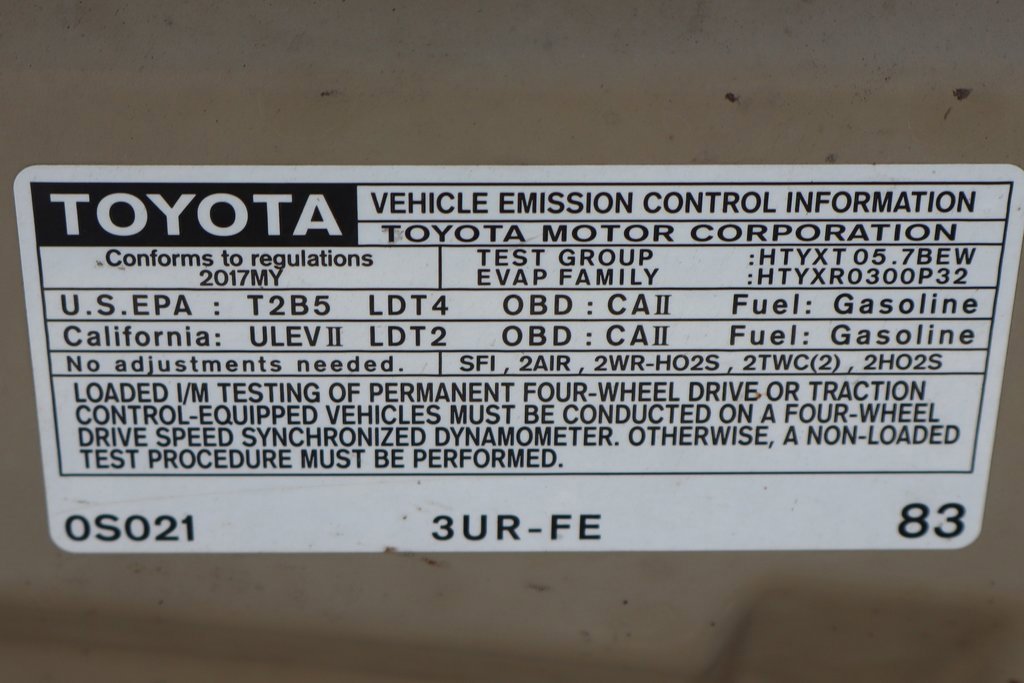 TOYOTA VEHICLE EMISSION CONTROL INFORMATION
TOYOTA MOTOR CORPORATION
Conforms to regulations
2017MY
TEST GROUP :HTYXT05.7BEW
EVAP FAMILY :HTYXR0300P32
U.S.EPA : T2B5 LDT4 OBD : CAⅡ Fuel: Gasoline
California: ULEVⅡ LDT2 OBD : CAⅡ Fuel: Gasoline
No adjustments needed. SFI , 2AIR , 2WR-HO2S , 2TWC(2) , 2HO2S
LOADED I/M TESTING OF PERMANENT FOUR-WHEEL DRIVE OR TRACTION
CONTROL-EQUIPPED VEHICLES MUST BE CONDUCTED ON A FOUR-WHEEL
DRIVE SPEED SYNCHRONIZED DYNAMOMETER. OTHERWISE, A NON-LOADED
TEST PROCEDURE MUST BE PERFORMED.
0S021 3UR-FE 83